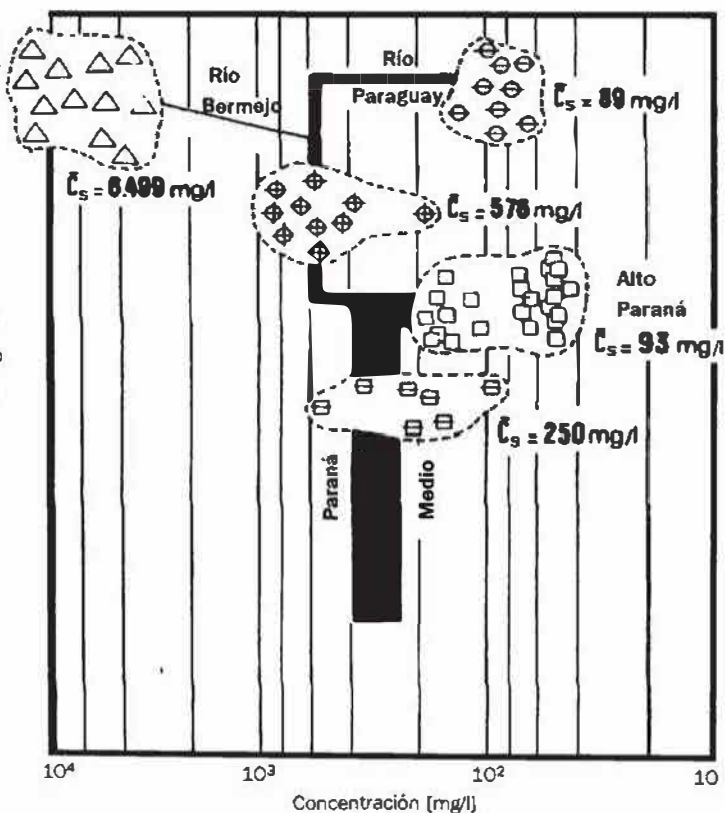 Río
Bermejo
Río
Paraguay
C̄s = 89 mg/l
C̄s = 6.499 mg/l
C̄s = 576 mg/l
Alto
Paraná
C̄s = 93 mg/l
C̄s = 250 mg/l
Paraná
Medio
10⁴ 10³ 10² 10
Concentración [mg/l]